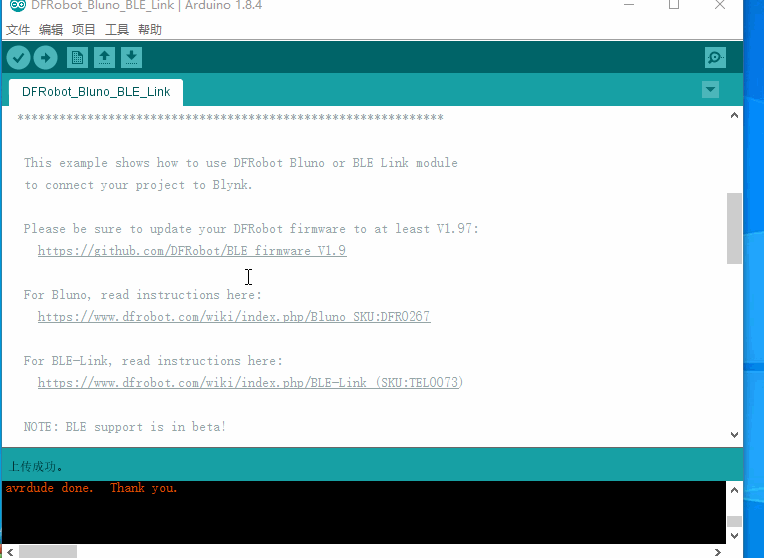 DFRobot_Bluno_BLE_Link | Arduino 1.8.4
文件 编辑 项目 工具 帮助
DFRobot_Bluno_BLE_Link
*************************************************************
This example shows how to use DFRobot Bluno or BLE Link module
to connect your project to Blynk.
Please be sure to update your DFRobot firmware to at least V1.97:
https://github.com/DFRobot/BLE_firmware_V1.9
For Bluno, read instructions here:
https://www.dfrobot.com/wiki/index.php/Bluno_SKU:DFR0267
For BLE-Link, read instructions here:
https://www.dfrobot.com/wiki/index.php/BLE-Link_(SKU:TEL0073)
NOTE: BLE support is in beta!
上传成功。
avrdude done.  Thank you.